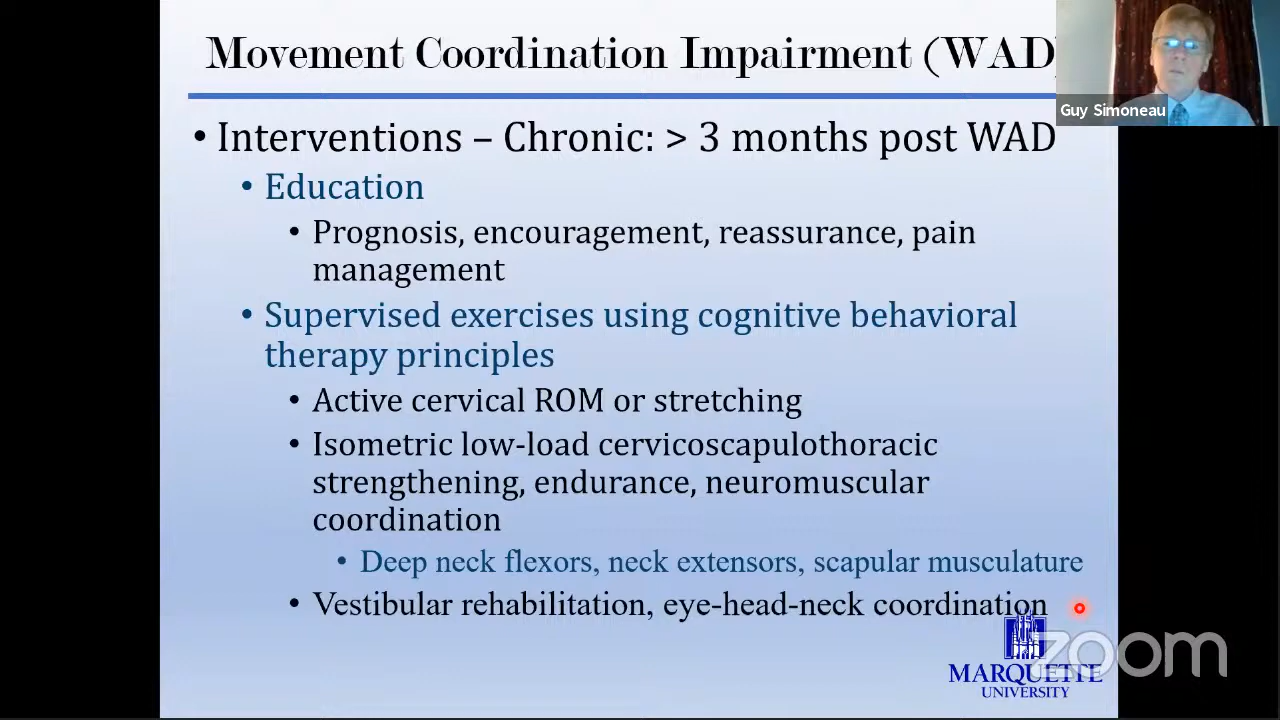 Movement Coordination Impairment (WAD)
Guy Simoneau
• Interventions – Chronic: > 3 months post WAD
• Education
• Prognosis, encouragement, reassurance, pain
management
• Supervised exercises using cognitive behavioral
therapy principles
• Active cervical ROM or stretching
• Isometric low-load cervicoscapulothoracic
strengthening, endurance, neuromuscular
coordination
• Deep neck flexors, neck extensors, scapular musculature
• Vestibular rehabilitation, eye-head-neck coordination
zoom
MARQUETTE
UNIVERSITY